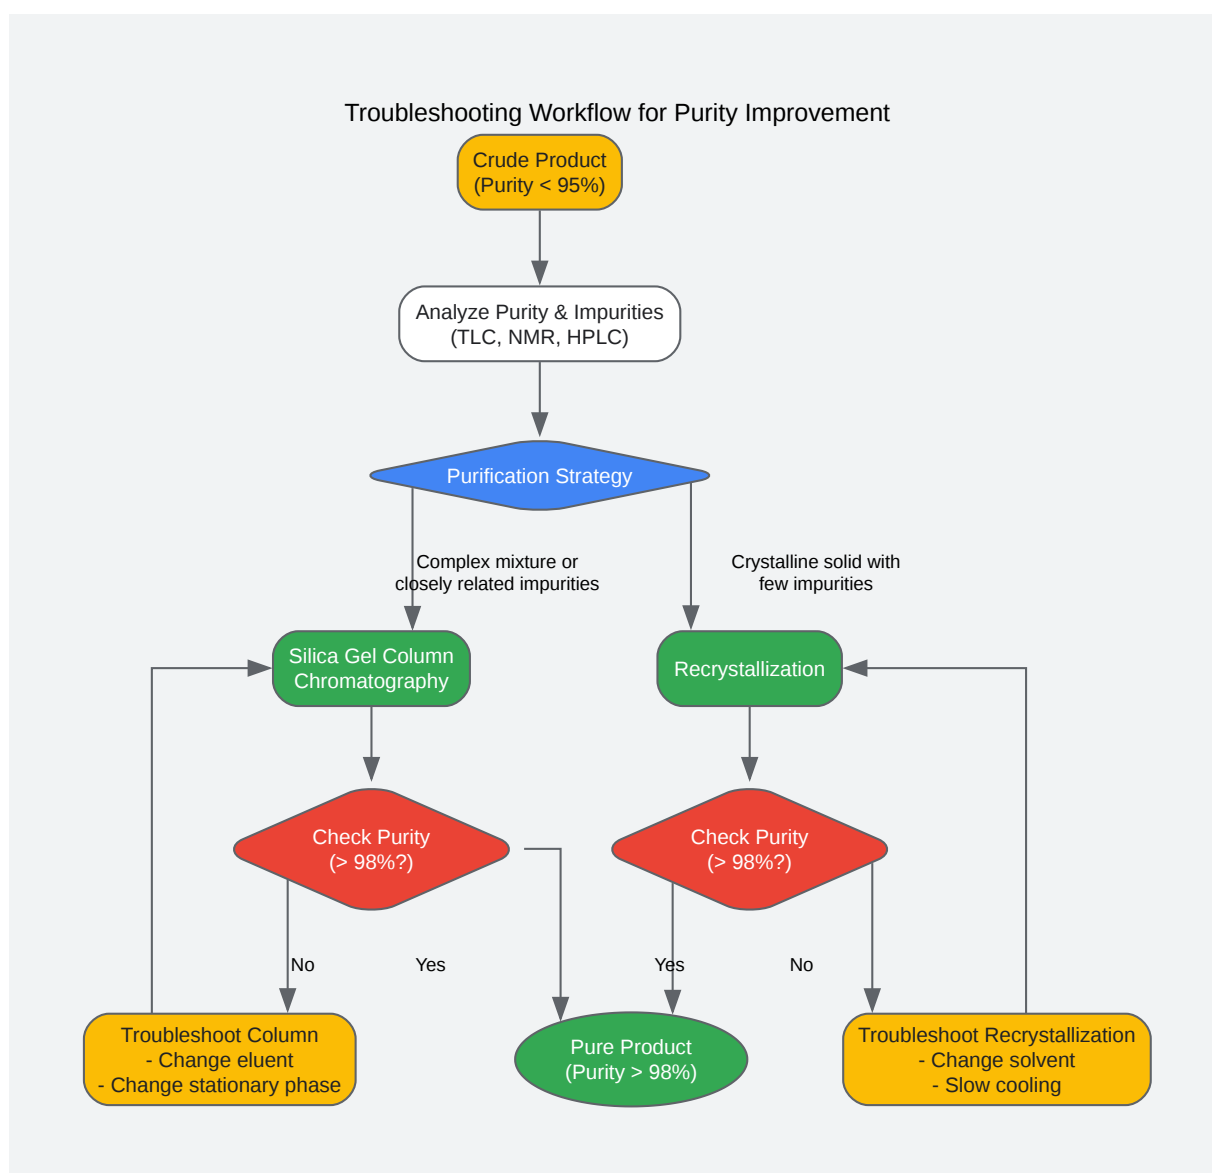 Troubleshooting Workflow for Purity Improvement
Crude Product
(Purity < 95%)
Analyze Purity & Impurities
(TLC, NMR, HPLC)
Purification Strategy
Complex mixture or
closely related impurities
Crystalline solid with
few impurities
Silica Gel Column
Chromatography
Recrystallization
Check Purity
(> 98%?)
Check Purity
(> 98%?)
No
Yes
Yes
No
Troubleshoot Column
- Change eluent
- Change stationary phase
Pure Product
(Purity > 98%)
Troubleshoot Recrystallization
- Change solvent
- Slow cooling